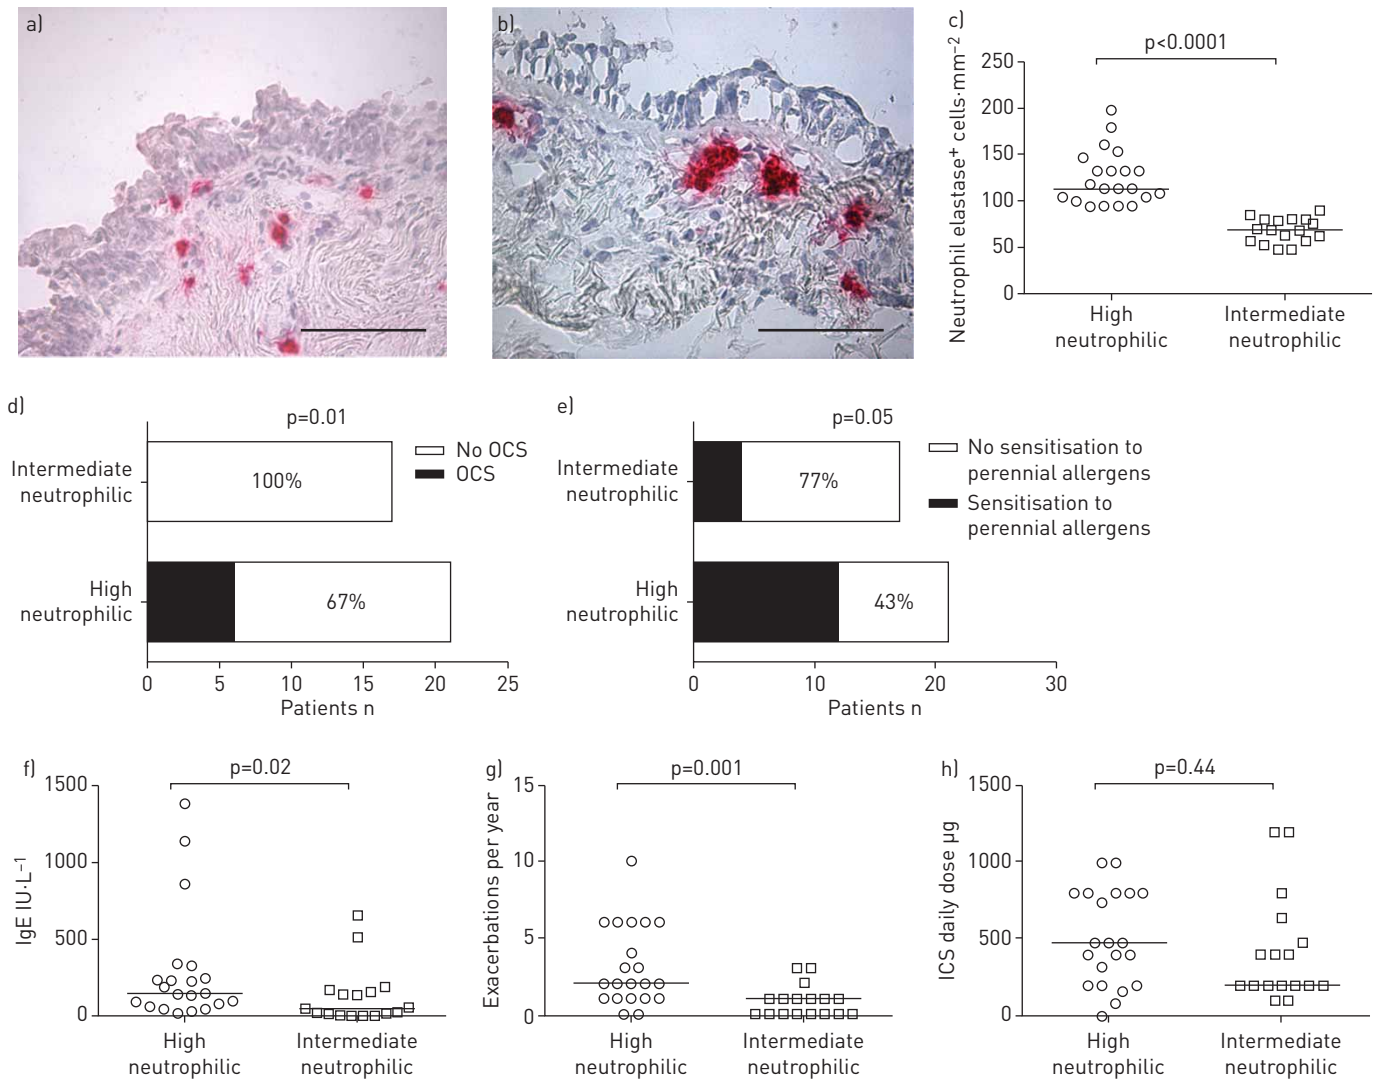 a)
b)
c)
p<0.0001
Neutrophil elastase⁺ cells·mm⁻²
250
200
150
100
50
0
High
neutrophilic
Intermediate
neutrophilic
d)
p=0.01
Intermediate
neutrophilic
100%
No OCS
OCS
High
neutrophilic
67%
0 5 10 15 20 25
Patients n
e)
p=0.05
Intermediate
neutrophilic
77%
No sensitisation to
perennial allergens
Sensitisation to
perennial allergens
High
neutrophilic
43%
0 10 20 30
Patients n
f)
p=0.02
IgE IU·L⁻¹
1500
1000
500
0
High
neutrophilic
Intermediate
neutrophilic
g)
p=0.001
Exacerbations per year
15
10
5
0
High
neutrophilic
Intermediate
neutrophilic
h)
p=0.44
ICS daily dose µg
1500
1000
500
0
High
neutrophilic
Intermediate
neutrophilic